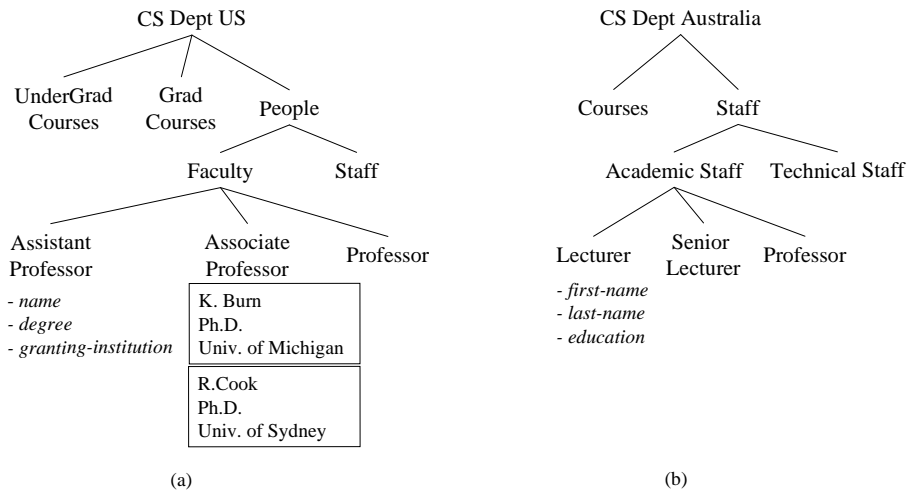 CS Dept US
UnderGrad
Courses
Grad
Courses
People
Faculty
Staff
Assistant
Professor
Associate
Professor
Professor
- name
- degree
- granting-institution
K. Burn
Ph.D.
Univ. of Michigan
R.Cook
Ph.D.
Univ. of Sydney
(a)
CS Dept Australia
Courses
Staff
Academic Staff
Technical Staff
Lecturer
Senior
Lecturer
Professor
- first-name
- last-name
- education
(b)